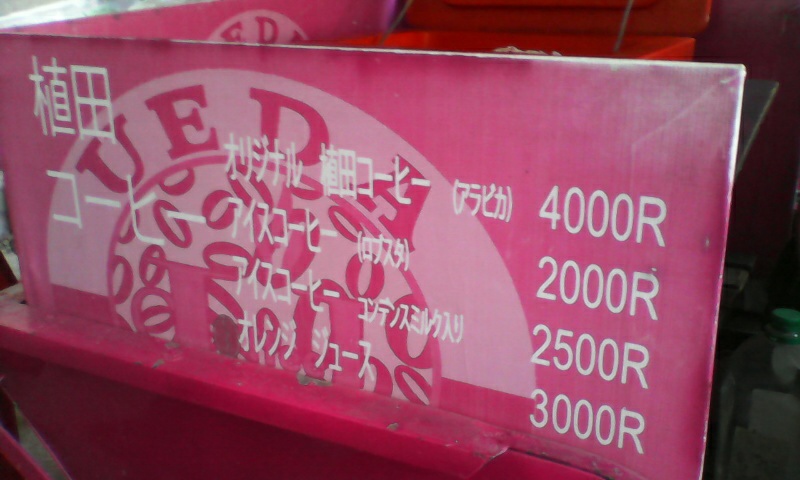 UEDA
植田
コーヒー
オリジナル 植田コーヒー (アラビカ) 4000R
アイスコーヒー (ロブスタ) 2000R
アイスコーヒー コンデンスミルク入り 2500R
オレンジ ジュース 3000R